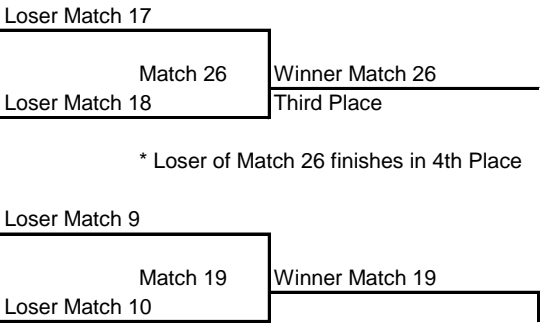 Loser Match 17
Match 26 Winner Match 26
Loser Match 18 Third Place
* Loser of Match 26 finishes in 4th Place
Loser Match 9
Match 19 Winner Match 19
Loser Match 10